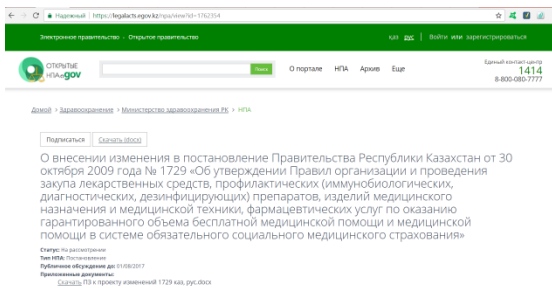 Надежный | https://legalacts.egov.kz/npa/view?id=1762354
Электронное правительство - Открытое правительство
қаз рус | Войти или зарегистрироваться
ОТКРЫТЫЕ
НПА.egov
Поиск
О портале НПА Архив Еще
Единый контакт-центр
1414
8-800-080-7777
Домой > Здравоохранение > Министерство здравоохранения РК > НПА
Подписаться Скачать (docx)
О внесении изменения в постановление Правительства Республики Казахстан от 30
октября 2009 года № 1729 «Об утверждении Правил организации и проведения
закупа лекарственных средств, профилактических (иммунобиологических,
диагностических, дезинфицирующих) препаратов, изделий медицинского
назначения и медицинской техники, фармацевтических услуг по оказанию
гарантированного объема бесплатной медицинской помощи и медицинской
помощи в системе обязательного социального медицинского страхования»
Статус: На рассмотрении
Тип НПА: Постановление
Публичное обсуждение до: 01/08/2017
Приложенные документы:
Скачать ПЗ к проекту изменений 1729 каз, рус.docx